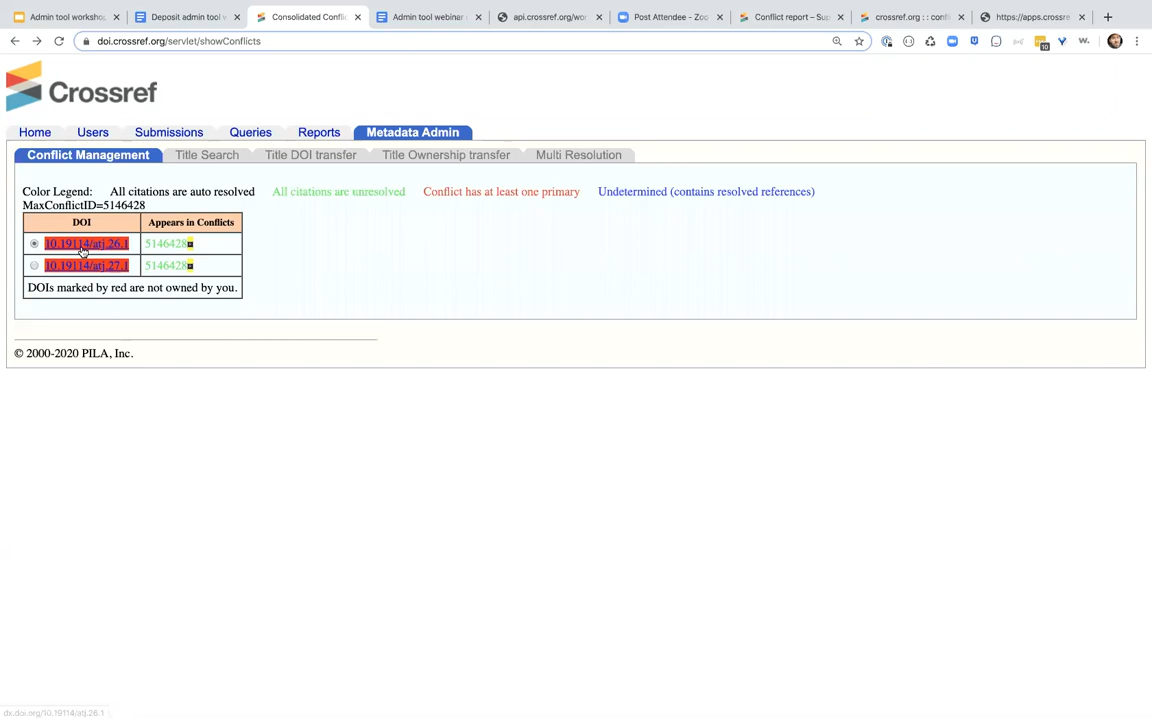 Admin tool workshop
Deposit admin tool w
Consolidated Confli
Admin tool webinar
api.crossref.org/wor
Post Attendee - Zoo
Conflict report – Sup
crossref.org : : confl
https://apps.crossre
doi.crossref.org/servlet/showConflicts
10
W.
Crossref
Home Users Submissions Queries Reports Metadata Admin
Conflict Management Title Search Title DOI transfer Title Ownership transfer Multi Resolution
Color Legend: All citations are auto resolved All citations are unresolved Conflict has at least one primary Undetermined (contains resolved references)
MaxConflictID=5146428
DOI Appears in Conflicts
10.19114/atj.26.1 5146428
10.19114/atj.27.1 5146428
DOIs marked by red are not owned by you.
© 2000-2020 PILA, Inc.
dx.doi.org/10.19114/atj.26.1